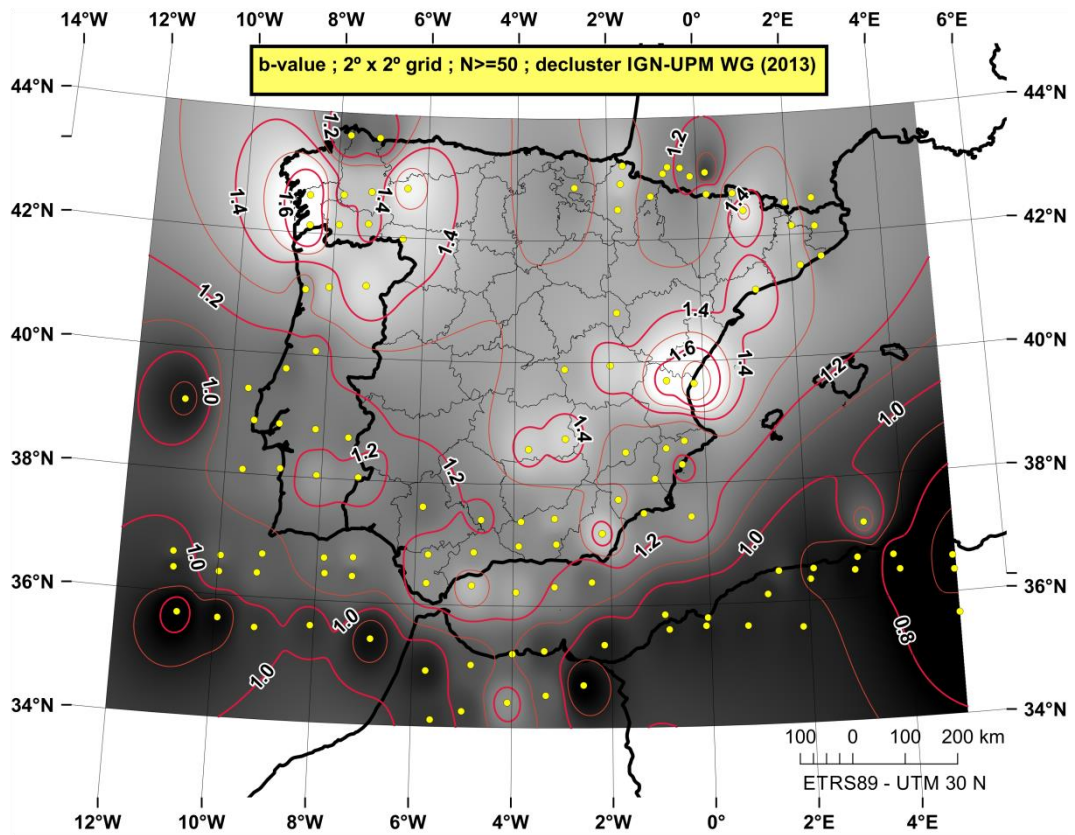 14°W 12°W 10°W 8°W 6°W 4°W 2°W 0° 2°E 4°E 6°E
b-value ; 2º x 2º grid ; N>=50 ; decluster IGN-UPM WG (2013)
44°N 44°N
1.2 1.2
1.4 1.6 1.4 1.4
42°N 42°N
1.4
1.2 1.4
40°N 1.6 40°N
1.4 1.2
1.0 1.0
1.4
38°N 1.2 1.2 38°N
1.2 1.0
1.0
36°N 36°N
1.0 0.8
1.0
34°N 34°N
100 0 100 200 km
ETRS89 - UTM 30 N
12°W 10°W 8°W 6°W 4°W 2°W 0° 2°E 4°E